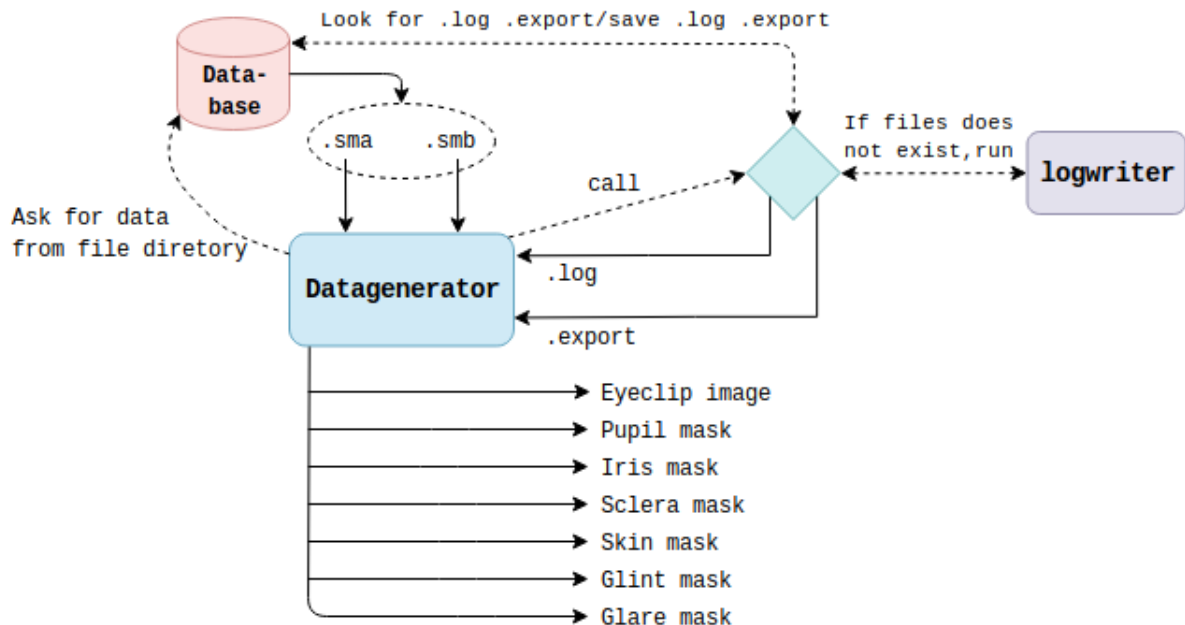 Look for .log .export/save .log .export
Data-
base
.sma
.smb
If files does
not exist,run
logwriter
call
Ask for data
from file diretory
Datagenerator
.log
.export
Eyeclip image
Pupil mask
Iris mask
Sclera mask
Skin mask
Glint mask
Glare mask